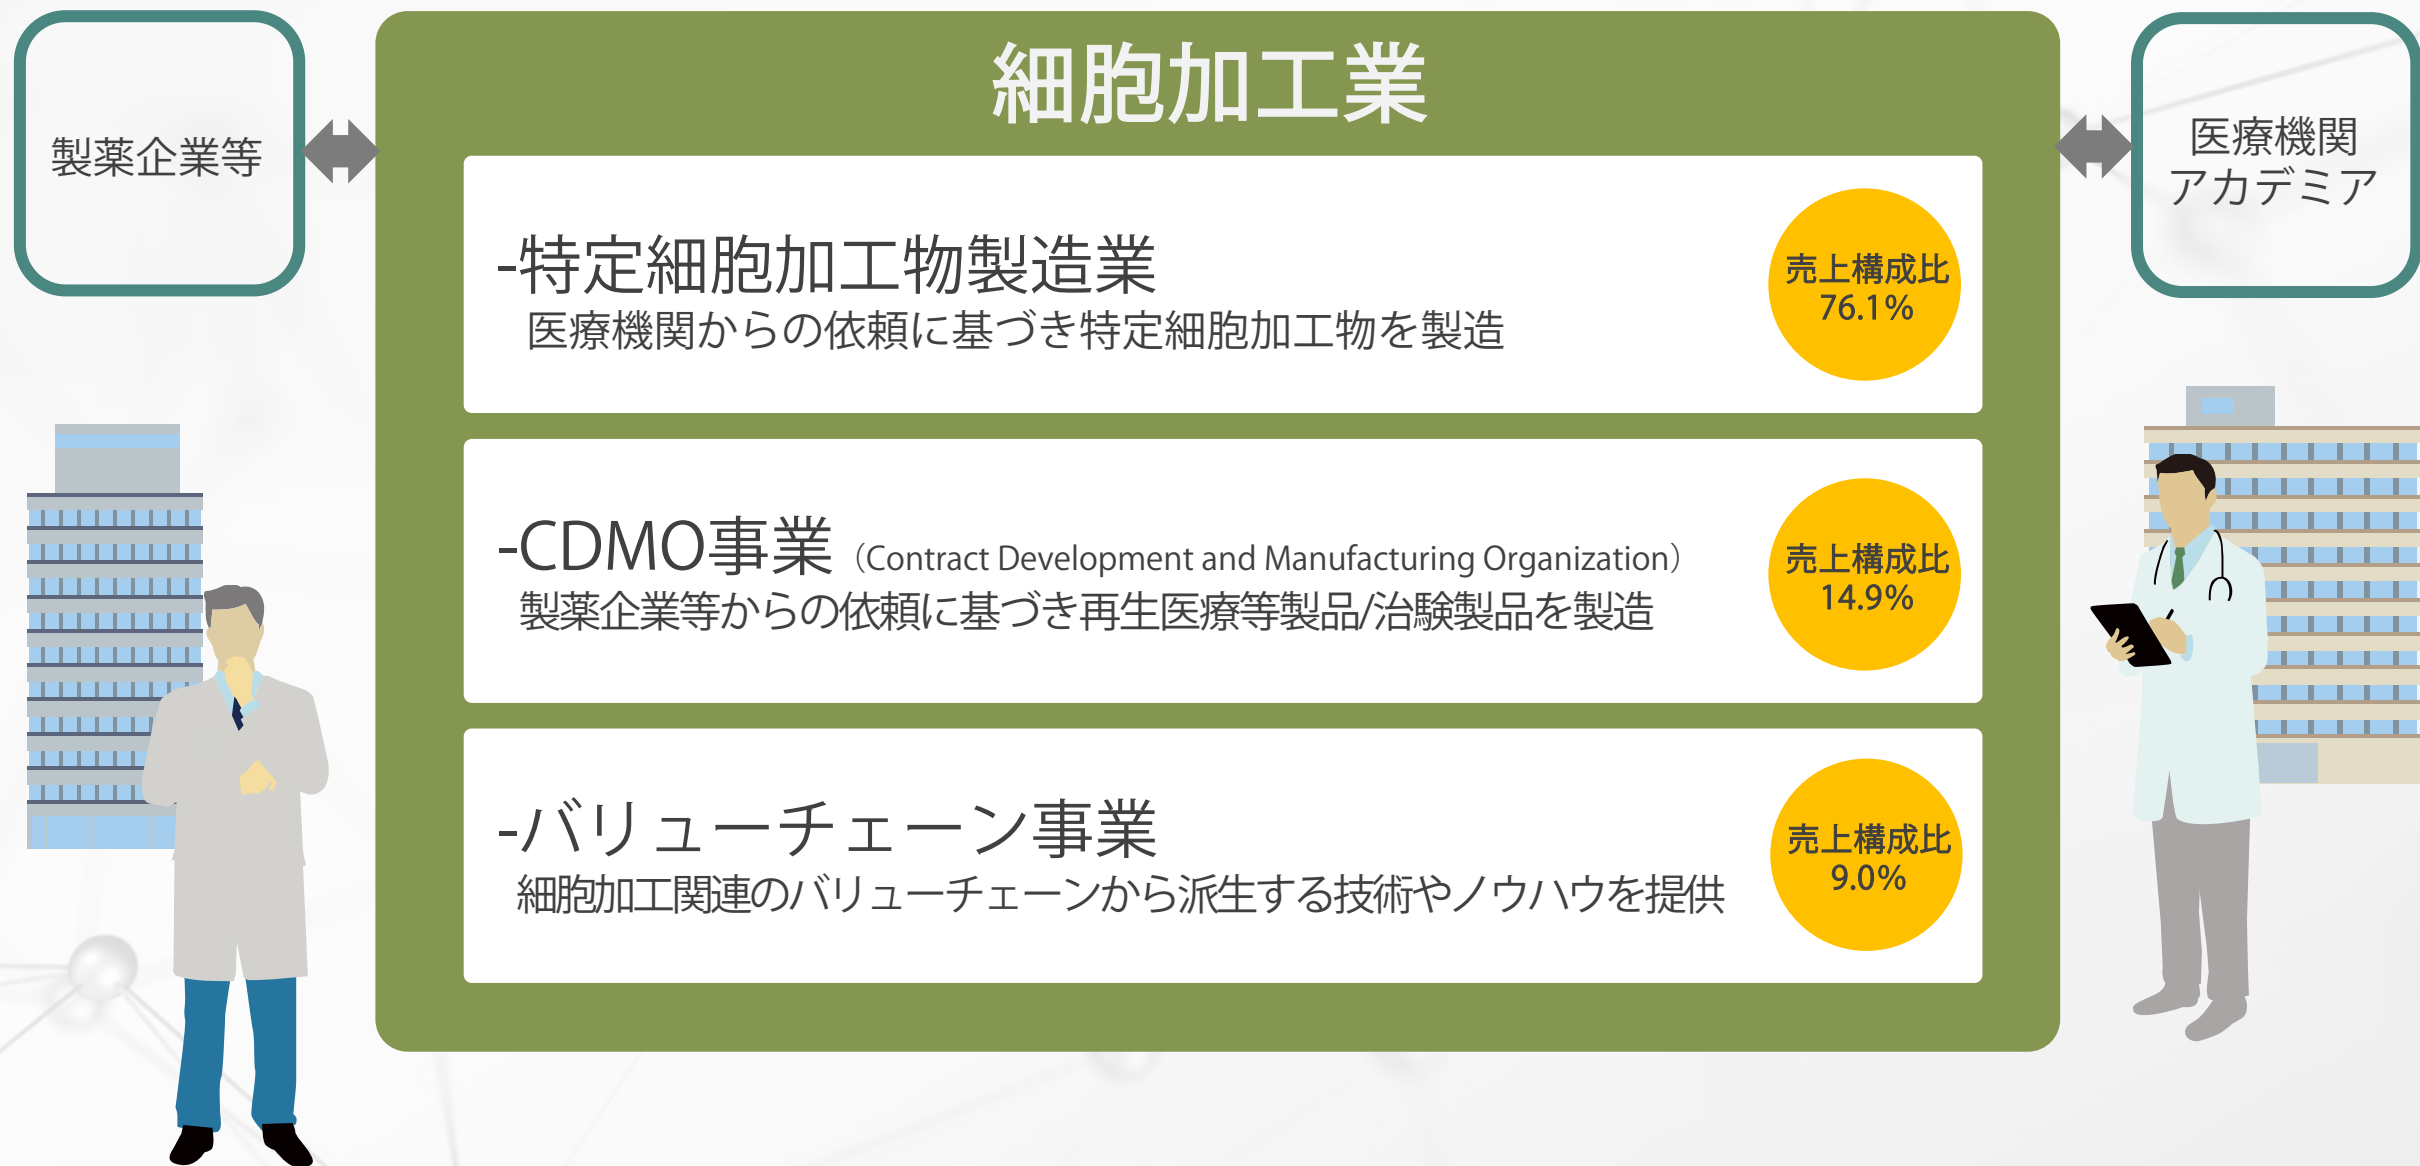 細胞加工業
製薬企業等
医療機関
アカデミア
-特定細胞加工物製造業
医療機関からの依頼に基づき特定細胞加工物を製造
売上構成比
76.1%
-CDMO事業（Contract Development and Manufacturing Organization）
製薬企業等からの依頼に基づき再生医療等製品/治験製品を製造
売上構成比
14.9%
-バリューチェーン事業
細胞加工関連のバリューチェーンから派生する技術やノウハウを提供
売上構成比
9.0%